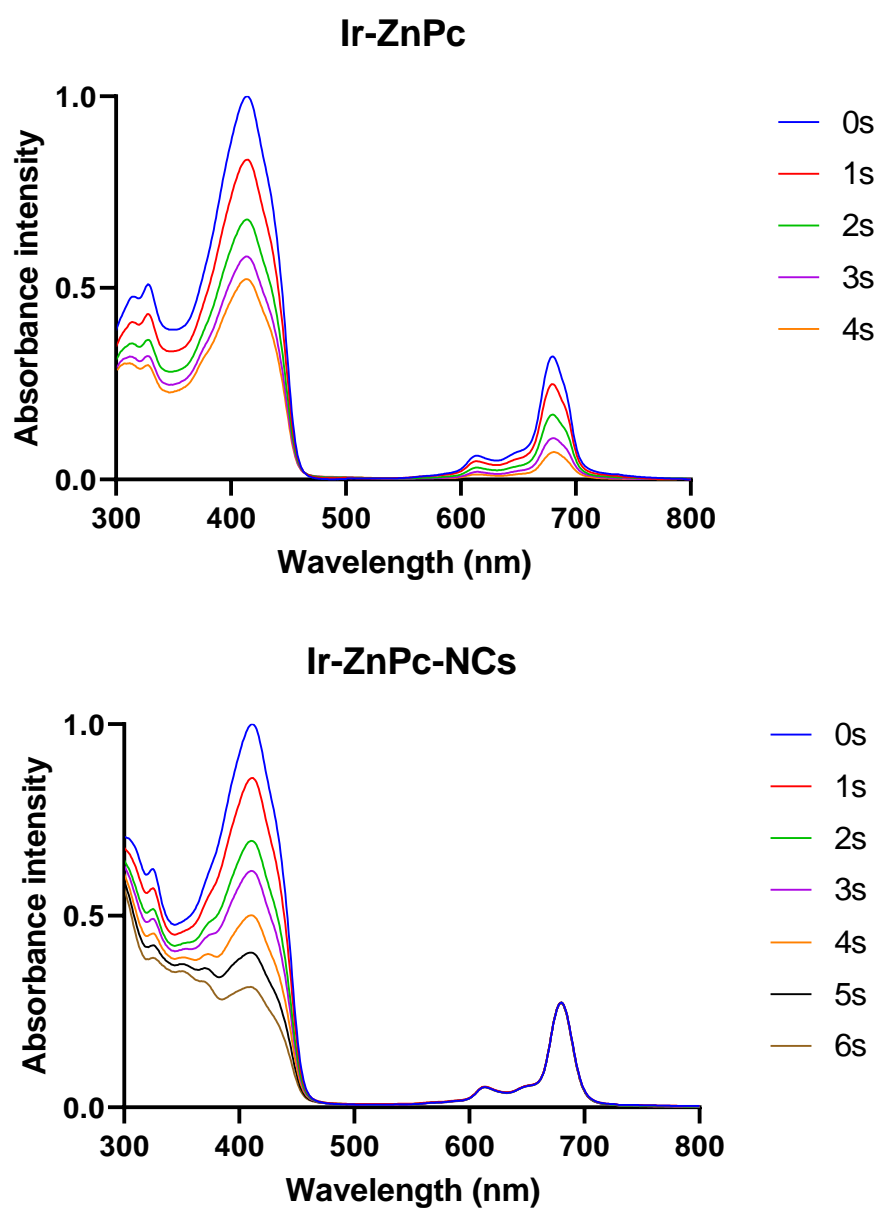 Ir-ZnPc
1.0
0.5
0.0
Absorbance intensity
300 400 500 600 700 800
Wavelength (nm)
0s
1s
2s
3s
4s
Ir-ZnPc-NCs
1.0
0.5
0.0
Absorbance intensity
300 400 500 600 700 800
Wavelength (nm)
0s
1s
2s
3s
4s
5s
6s